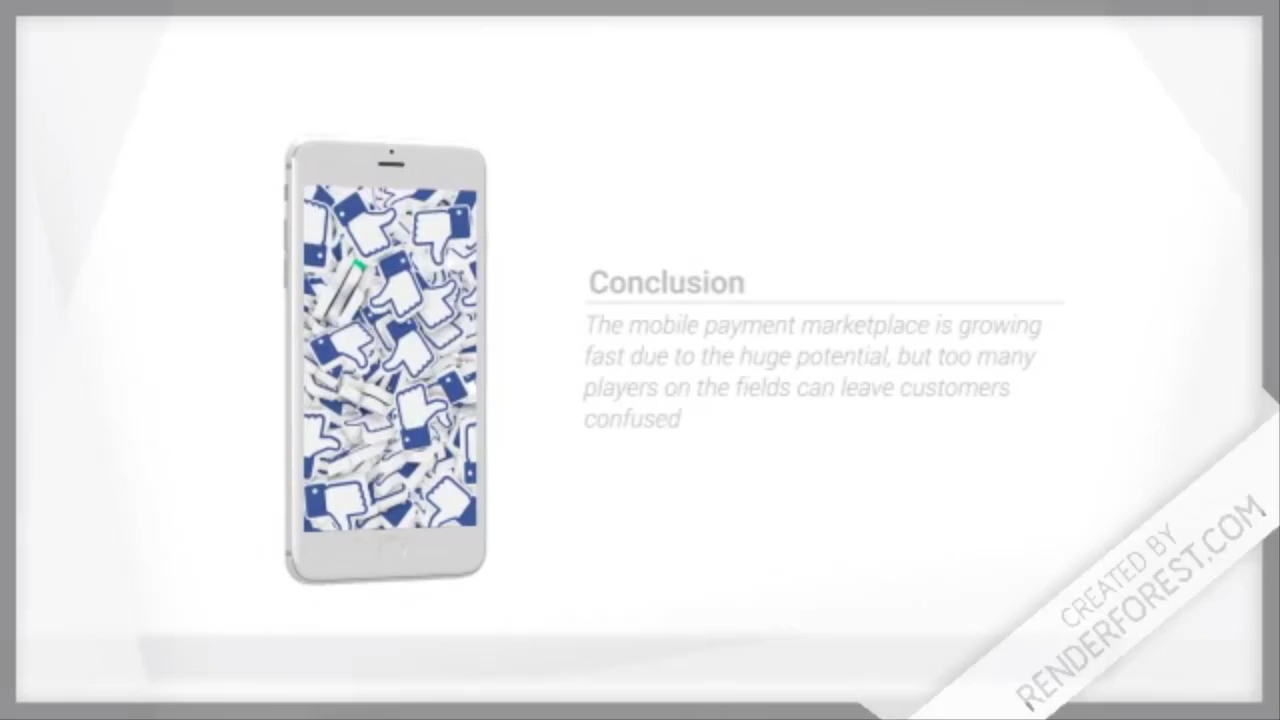 Conclusion
The mobile payment marketplace is growing
fast due to the huge potential, but too many
players on the fields can leave customers
confused
CREATED BY
RENDERFOREST.COM